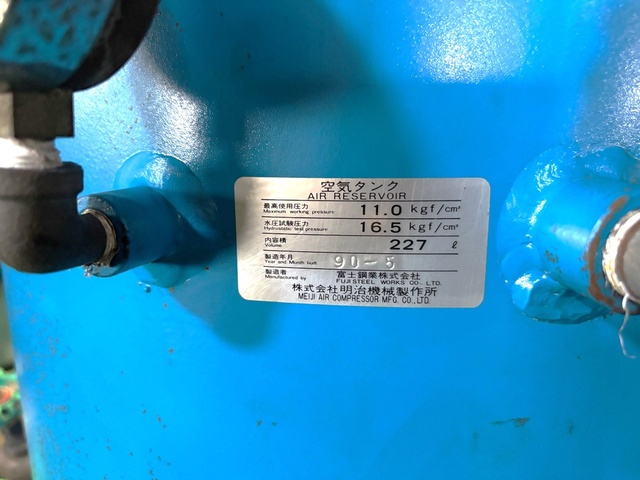 空気タンク
AIR RESERVOIR
最高使用圧力 11.0 kgf/cm²
Maximum working pressure
水圧試験圧力 16.5 kgf/cm²
Hydrostatic test pressure
内容積 227 ℓ
Volume
製造年月 90-5
Year and Month built
製造者 富士鋼業株式会社
Manufactured by FUJI STEEL WORKS CO., LTD.
株式会社明治機械製作所
MEIJI AIR COMPRESSOR MFG. CO., LTD.